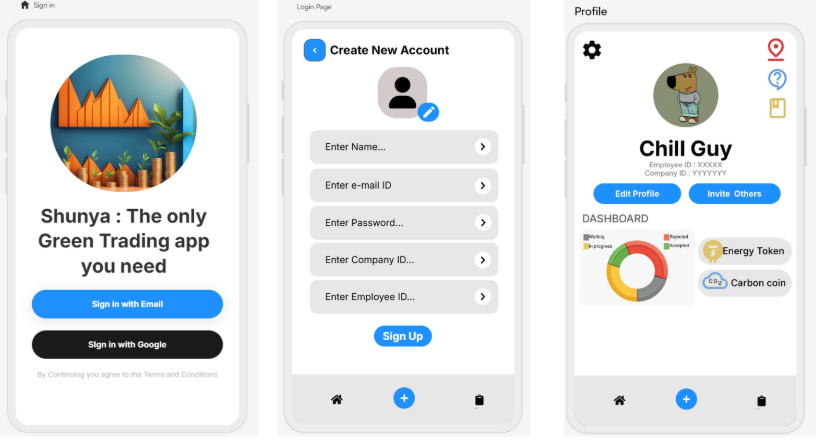 Sign in
Shunya : The only
Green Trading app
you need
Sign in with Email
SIgn in with Google
By Continuing you agree to the Terms and Conditions
Login Page
Create New Account
Enter Name...
Enter e-mail ID
Enter Password...
Enter Company ID...
Enter Employee ID...
Sign Up
Profile
Chill Guy
Employee ID : XXXXX
Company ID : YYYYYYY
Edit Profile
Invite Others
DASHBOARD
Waiting
Rejected
In progress
Accepted
Energy Token
CO2
Carbon coin